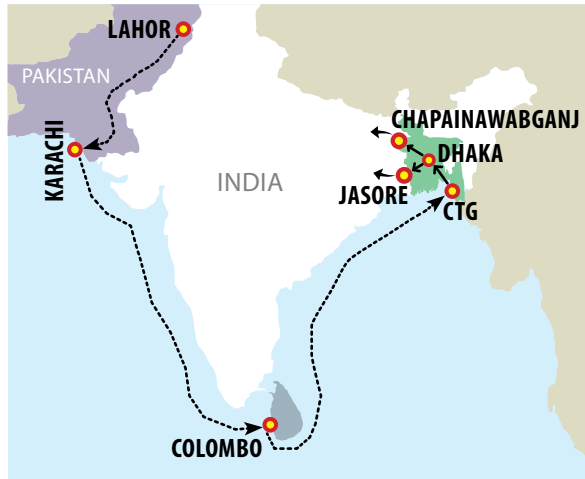 LAHOR
PAKISTAN
CHAPAINAWABGANJ
DHAKA
KARACHI
INDIA
JASORE
CTG
COLOMBO